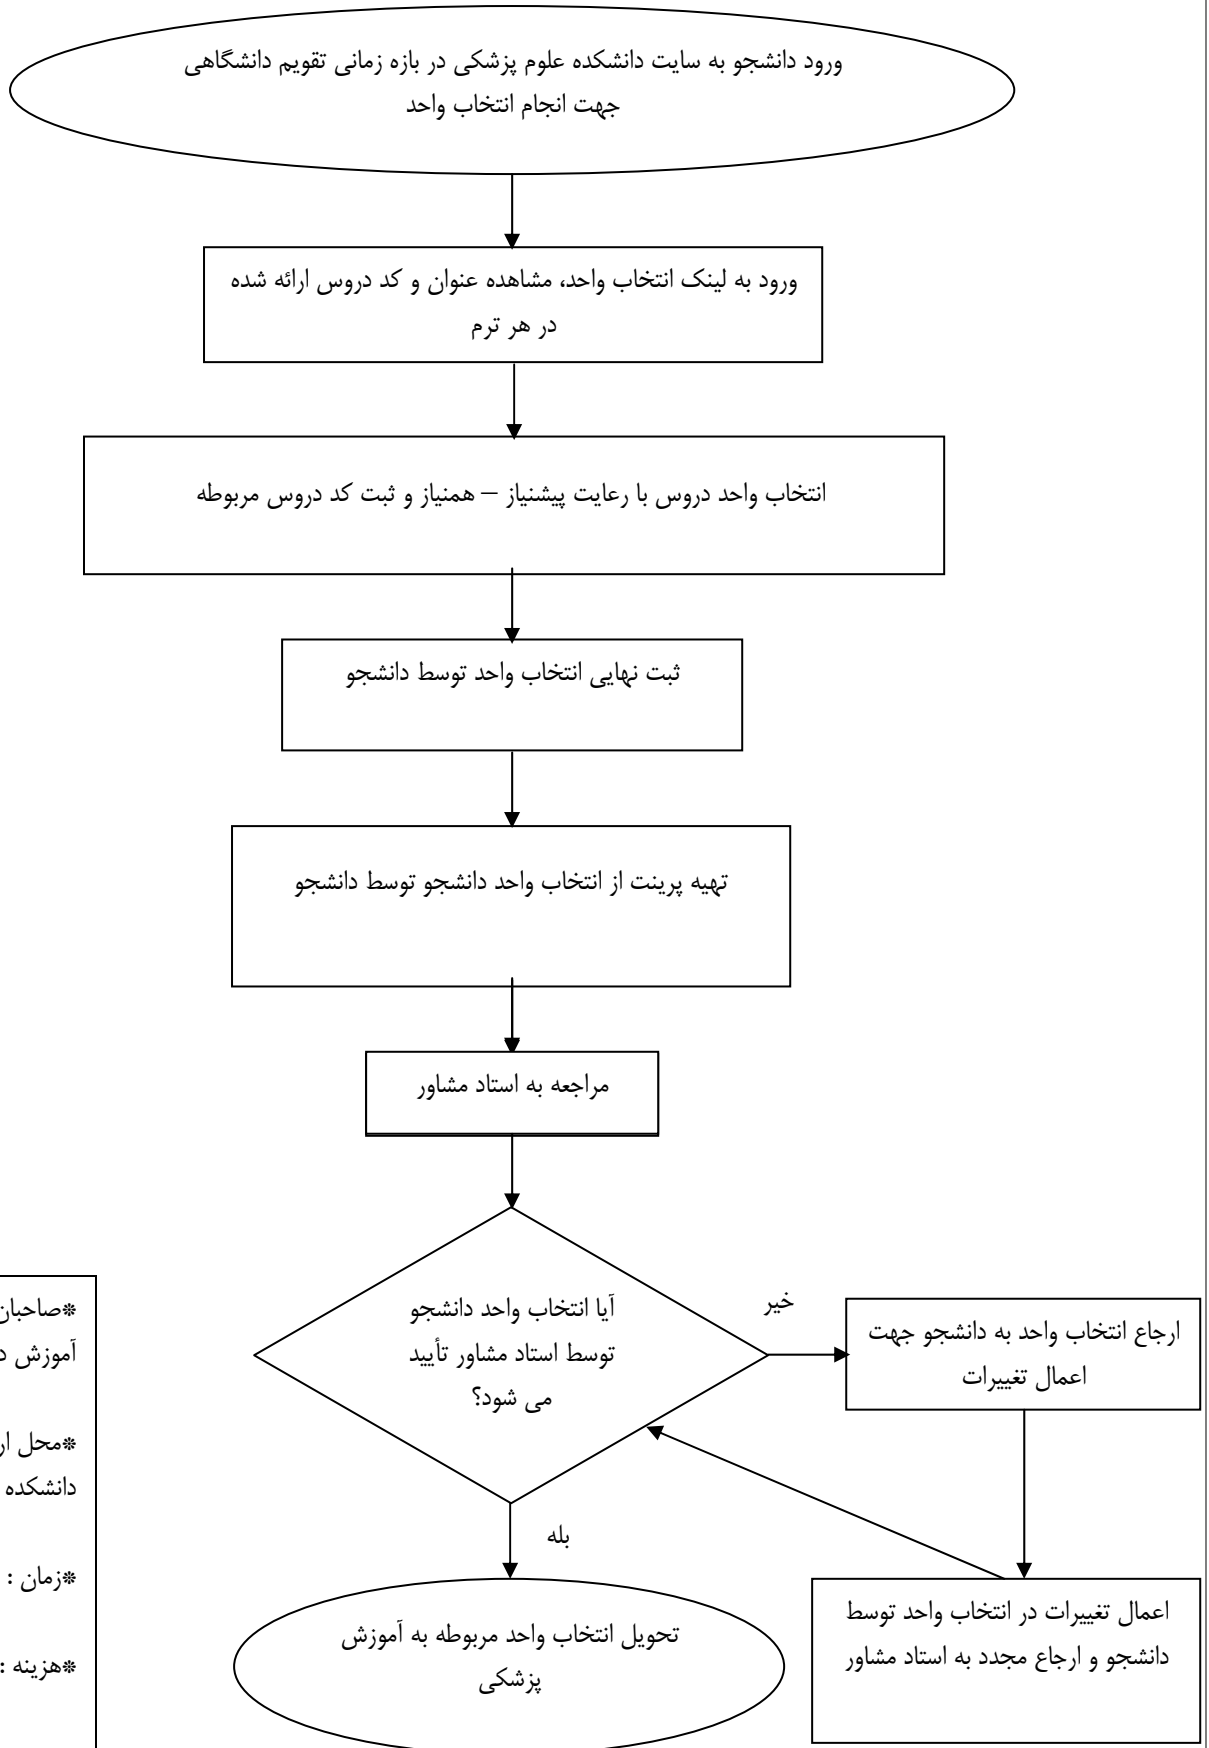 ورود دانشجو به سایت دانشکده علوم پزشکی در بازه زمانی تقویم دانشگاهی
جهت انجام انتخاب واحد
ورود به لینک انتخاب واحد، مشاهده عنوان و کد دروس ارائه شده
در هر ترم
انتخاب واحد دروس با رعایت پیشنیاز – همنیاز و ثبت کد دروس مربوطه
ثبت نهایی انتخاب واحد توسط دانشجو
تهیه پرینت از انتخاب واحد دانشجو توسط دانشجو
مراجعه به استاد مشاور
آیا انتخاب واحد دانشجو
توسط استاد مشاور تأیید
می شود؟
خیر
ارجاع انتخاب واحد به دانشجو جهت
اعمال تغییرات
اعمال تغییرات در انتخاب واحد توسط
دانشجو و ارجاع مجدد به استاد مشاور
بله
تحویل انتخاب واحد مربوطه به آموزش
پزشکی
*صاحبان
آموزش
*محل
دانشکده
*زمان :
*هزینه :